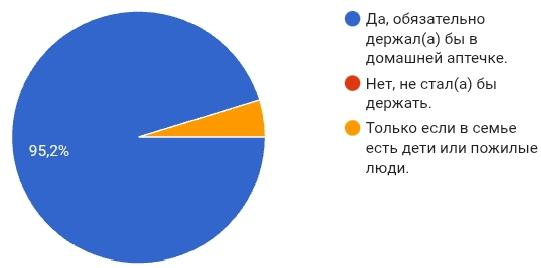 95,2%
Да, обязательно
держал(а) бы в
домашней аптечке.
Нет, не стал(а) бы
держать.
Только если в семье
есть дети или пожилые
люди.